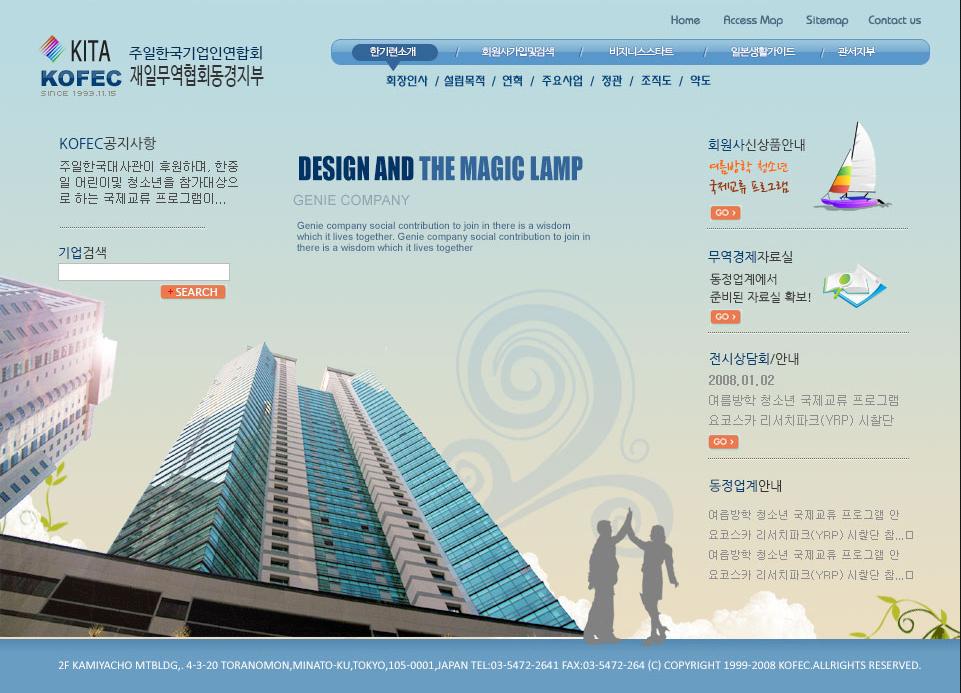 Home Access Map Sitemap Contact us
KITA 주일한국기업인연합회
KOFEC 재일무역협회동경지부
SINCE 1993.11.15
한기련소개 / 회원사가입및검색 / 비지니스스타트 / 일본생활가이드 / 관서지부
회장인사 / 설립목적 / 연혁 / 주요사업 / 정관 / 조직도 / 약도
KOFEC공지사항
주일한국대사관이 후원하며, 한중
일 어린이및 청소년을 참가대상으
로 하는 국제교류 프로그램이...
기업검색
+ SEARCH
DESIGN AND THE MAGIC LAMP
GENIE COMPANY
Genie company social contribution to join in there is a wisdom
which it lives together. Genie company social contribution to join in
there is a wisdom which it lives together
회원사신상품안내
여름방학 청소년
국제교류 프로그램
GO >
무역경제자료실
동정업계에서
준비된 자료실 확보!
GO >
전시상담회/안내
2008.01.02
여름방학 청소년 국제교류 프로그램
요코스카 리서치파크(YRP) 시찰단
GO >
동정업계안내
여음방학 청소년 국제교류 프로그램 안
요코스카 리서치파크(YRP) 시찰단 참...ㅁ
여음방학 청소년 국제교류 프로그램 안
요코스카 리서치파크(YRP) 시찰단 참...ㅁ
2F KAMIYACHO MTBLDG,. 4-3-20 TORANOMON,MINATO-KU,TOKYO,105-0001,JAPAN TEL:03-5472-2641 FAX:03-5472-264 (C) COPYRIGHT 1999-2008 KOFEC.ALLRIGHTS RESERVED.